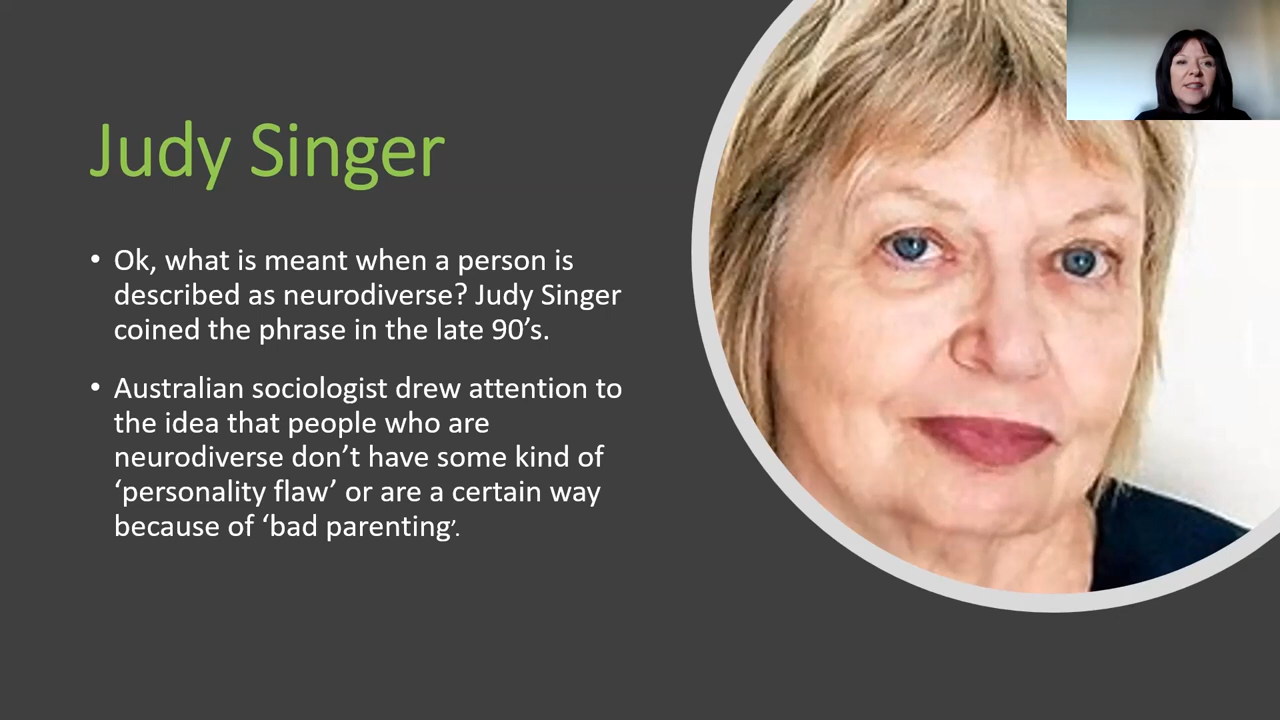 Judy Singer
• Ok, what is meant when a person is
described as neurodiverse? Judy Singer
coined the phrase in the late 90’s.
• Australian sociologist drew attention to
the idea that people who are
neurodiverse don’t have some kind of
‘personality flaw’ or are a certain way
because of ‘bad parenting’.